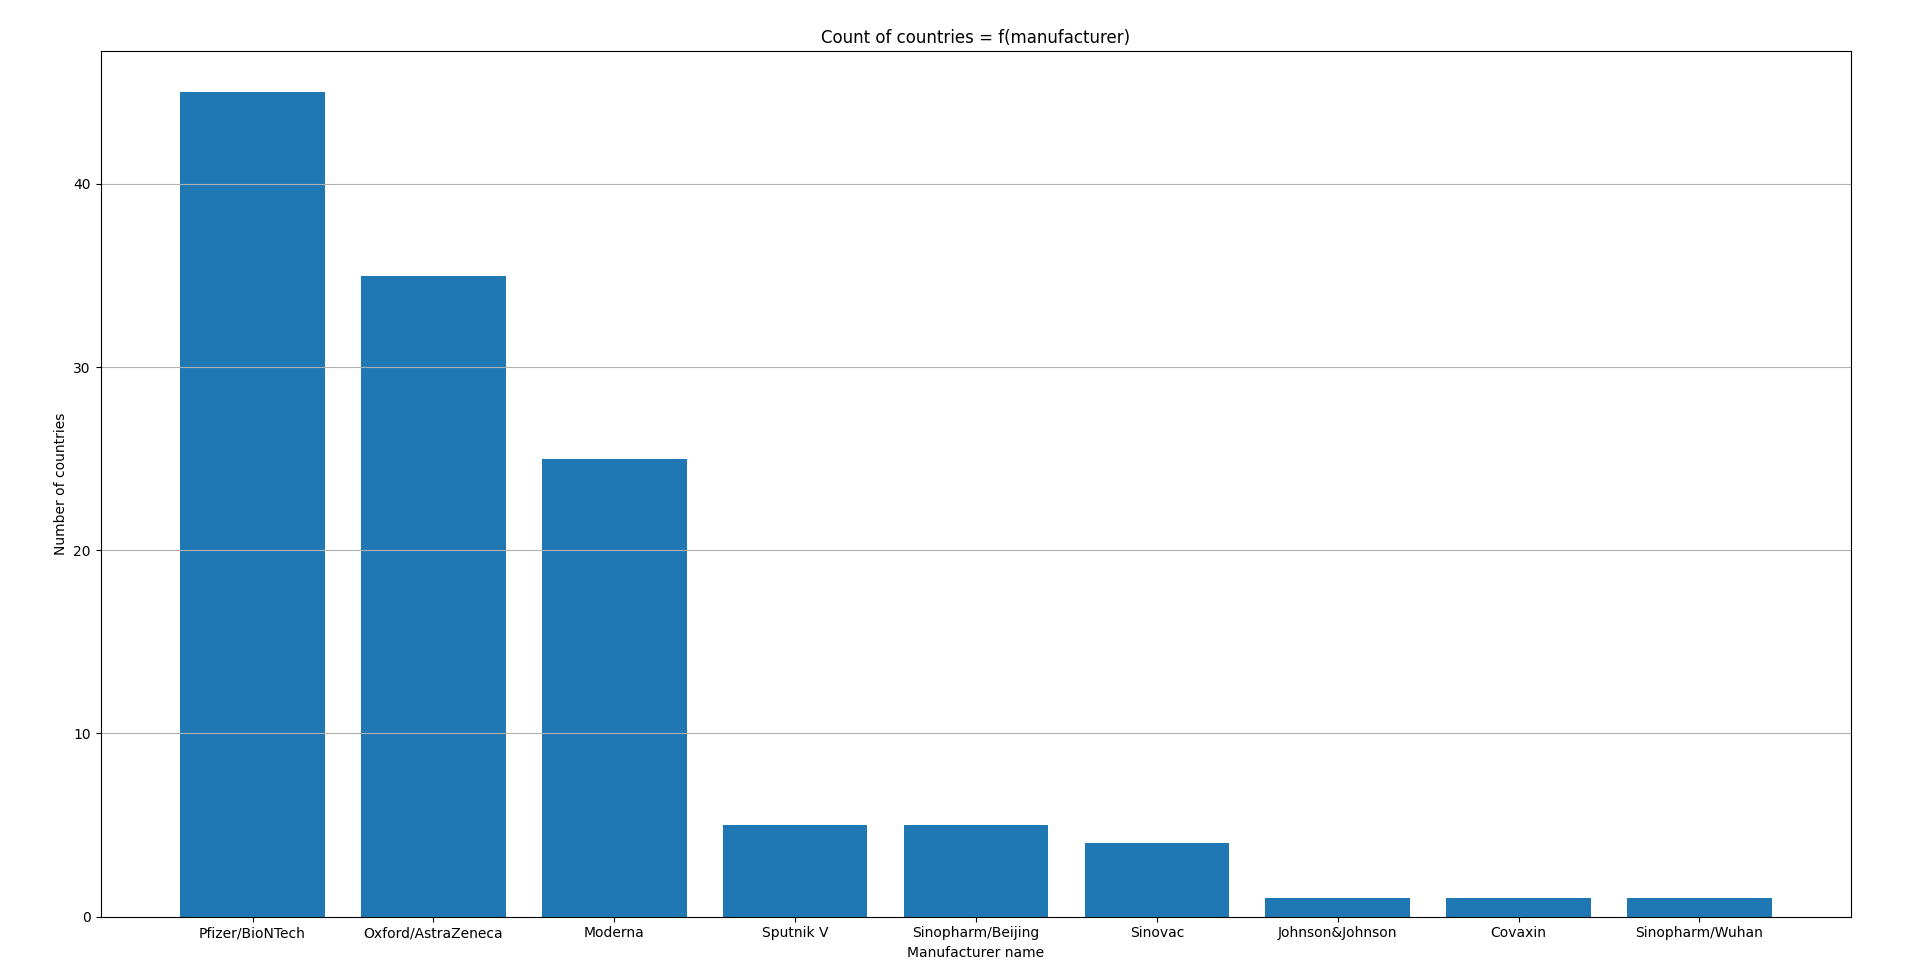 Count of countries = f(manufacturer)
Number of countries
40
30
20
10
0
Pfizer/BioNTech Oxford/AstraZeneca Moderna Sputnik V Sinopharm/Beijing Sinovac Johnson&Johnson Covaxin Sinopharm/Wuhan
Manufacturer name